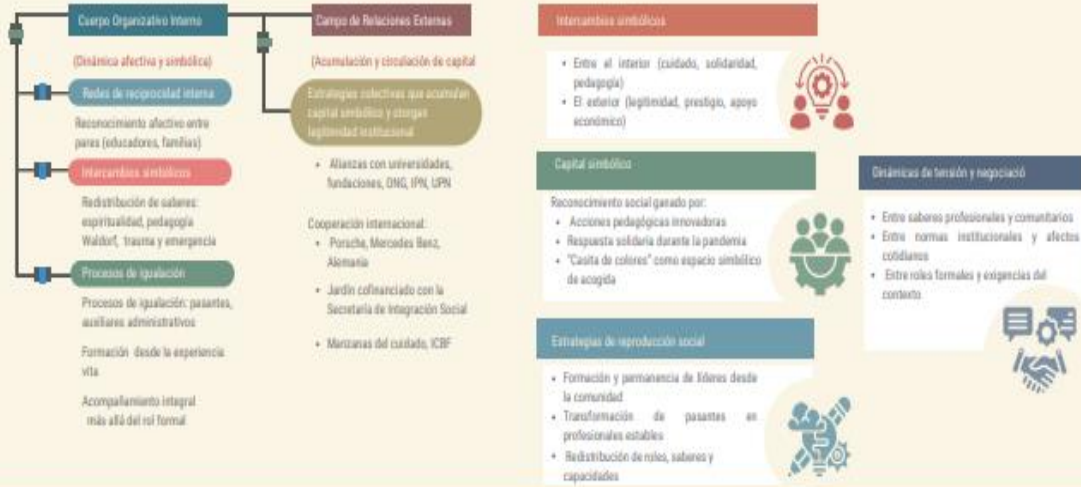 Cuerpo Organizativo Interno
(Dinámica afectiva y simbólica)
Redes de reciprocidad interna
Reconocimiento afectivo entre
pares (educadores, familias)
Intercambios simbólicos
Redistribución de saberes:
espiritualidad, pedagogía
Waldorf, trauma y emergencia
Procesos de igualación
Procesos de igualación: pasantes,
auxiliares administrativos
Formación desde la experiencia
vita
Acompañamiento integral
más allá del rol formal
Campo de Relaciones Externas
(Acumulación y circulación de capital
Estrategias colectivas que acumulan
capital simbólico y otorgan
legitimidad institucional
• Alianzas con universidades,
fundaciones, ONG, IPN, UPN
Cooperación internacional:
• Porsche, Mercedes Benz,
Alemania
• Jardín cofinanciado con la
Secretaría de Integración Social
• Manzanas del cuidado, ICBF
Intercambios simbólicos
• Entre el interior (cuidado, solidaridad,
pedagogía)
• El exterior (legitimidad, prestigio, apoyo
económico)
Capital simbólico
Reconocimiento social ganado por:
• Acciones pedagógicas innovadoras
• Respuesta solidaria durante la pandemia
• "Casita de colores" como espacio simbólico
de acogida
Estrategias de reproducción social
• Formación y permanencia de líderes desde
la comunidad
• Transformación de pasantes en
profesionales estables
• Redistribución de roles, saberes y
capacidades
Dinámicas de tensión y negociació
• Entre saberes profesionales y comunitarios
• Entre normas institucionales y afectos
cotidianos
• Entre roles formales y exigencias del
contexto